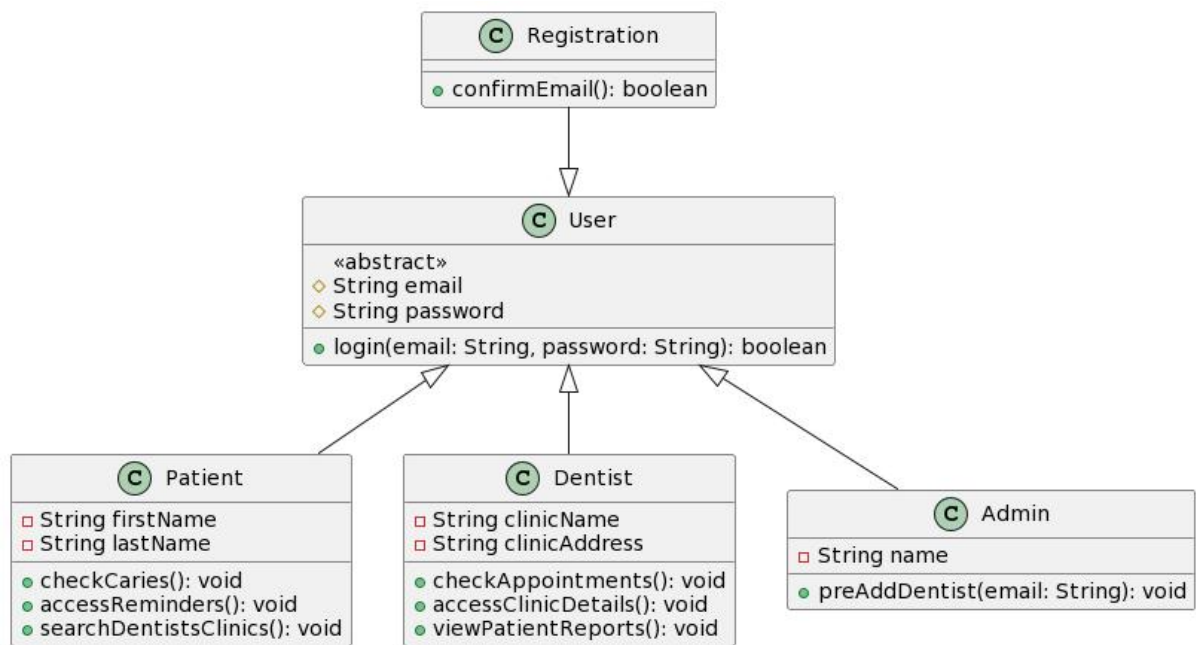 C Registration
confirmEmail(): boolean
C User
«abstract»
String email
String password
login(email: String, password: String): boolean
C Patient
String firstName
String lastName
checkCaries(): void
accessReminders(): void
searchDentistsClinics(): void
C Dentist
String clinicName
String clinicAddress
checkAppointments(): void
accessClinicDetails(): void
viewPatientReports(): void
C Admin
String name
preAddDentist(email: String): void